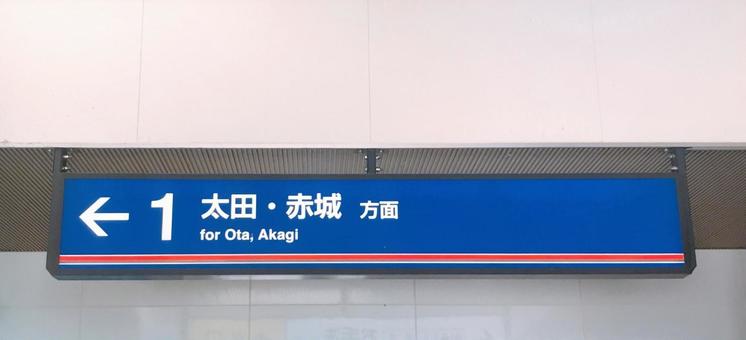 ← 1 太田・赤城 方面
for Ota, Akagi